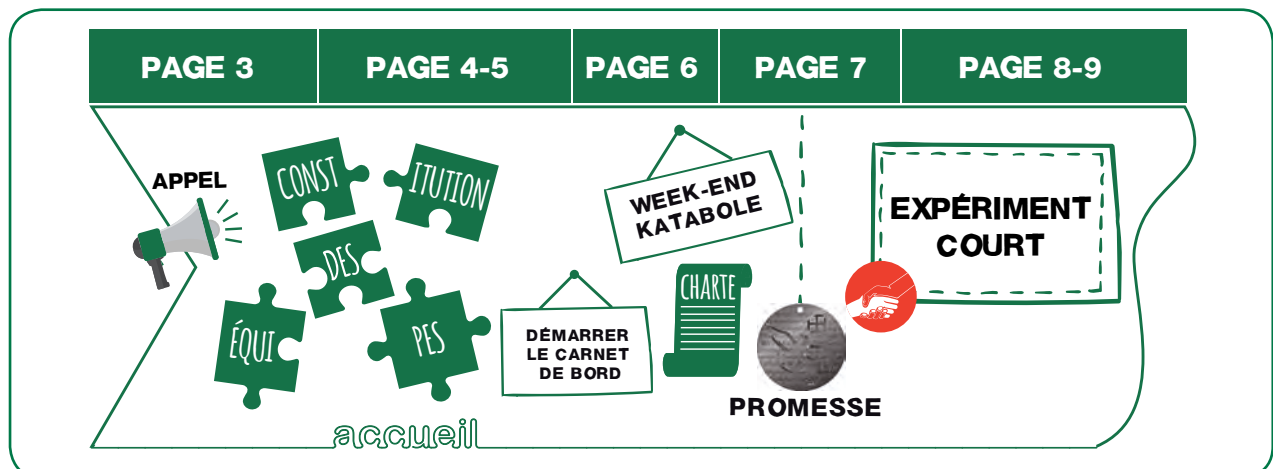 PAGE 3
PAGE 4-5
PAGE 6
PAGE 7
PAGE 8-9
APPEL
CONST
ITUTION
DES
ÉQUI
PES
DÉMARRER
LE CARNET
DE BORD
WEEK-END
KATABOLE
CHARTE
PROMESSE
EXPÉRIMENT
COURT
accueil